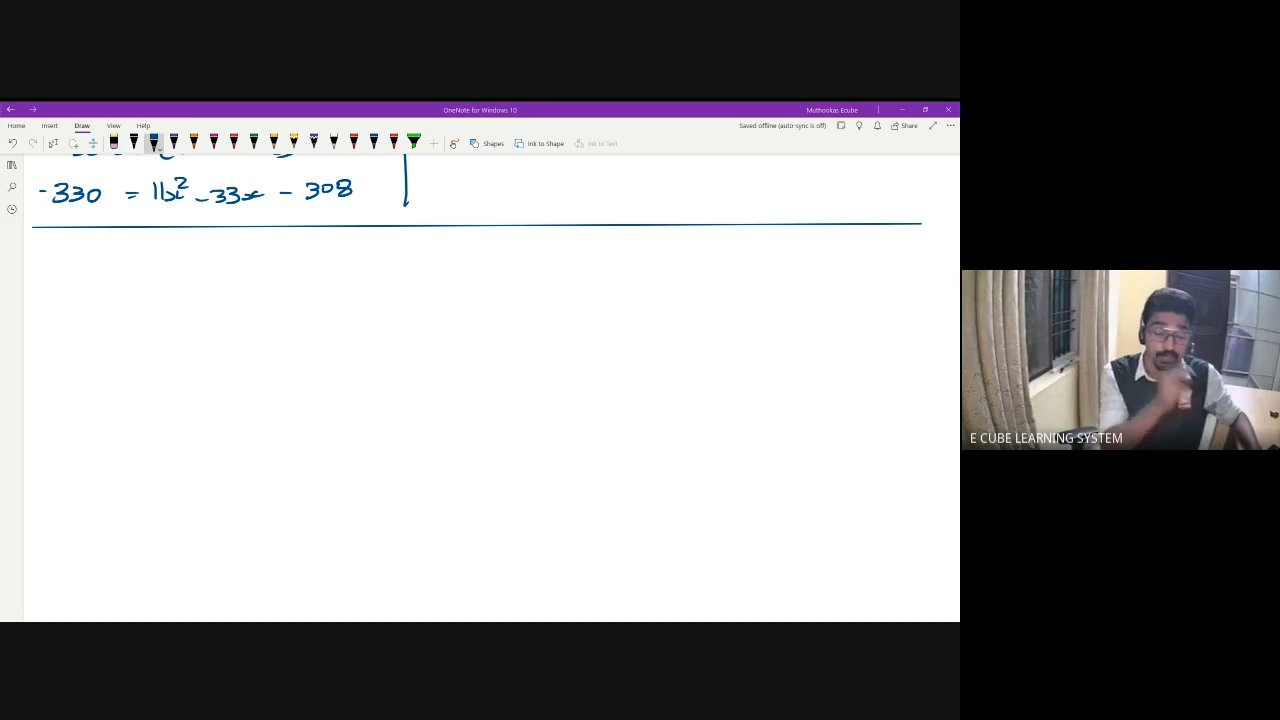 OneNote for Windows 10
Muthookas Ecube
Home Insert Draw View Help
Saved offline (auto-sync is off) Share
Shapes Ink to Shape Ink to Text
-330 = 11x² - 33x - 308
E CUBE LEARNING SYSTEM